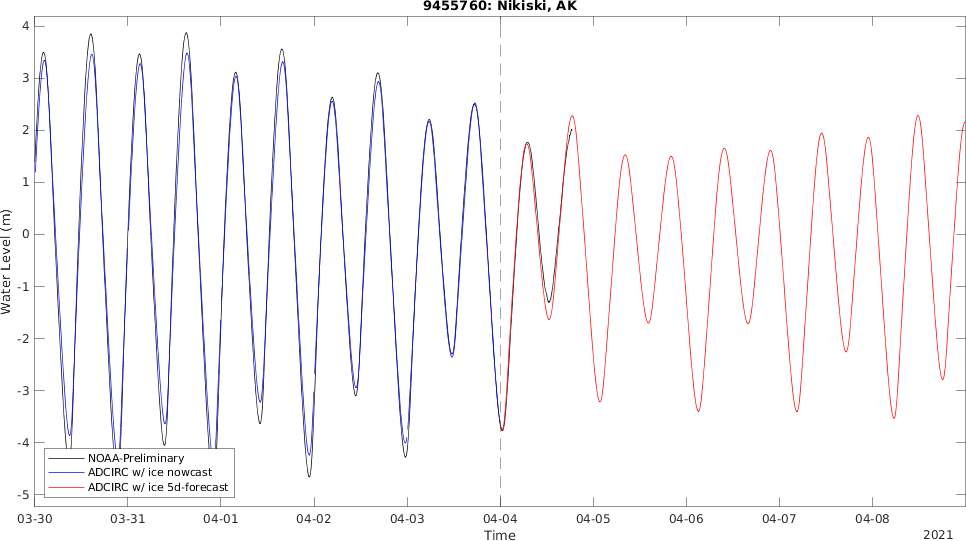 9455760: Nikiski, AK
Water Level (m)
4
3
2
1
0
-1
-2
-3
-4
-5
NOAA-Preliminary
ADCIRC w/ ice nowcast
ADCIRC w/ ice 5d-forecast
03-30 03-31 04-01 04-02 04-03 04-04 04-05 04-06 04-07 04-08
Time
2021